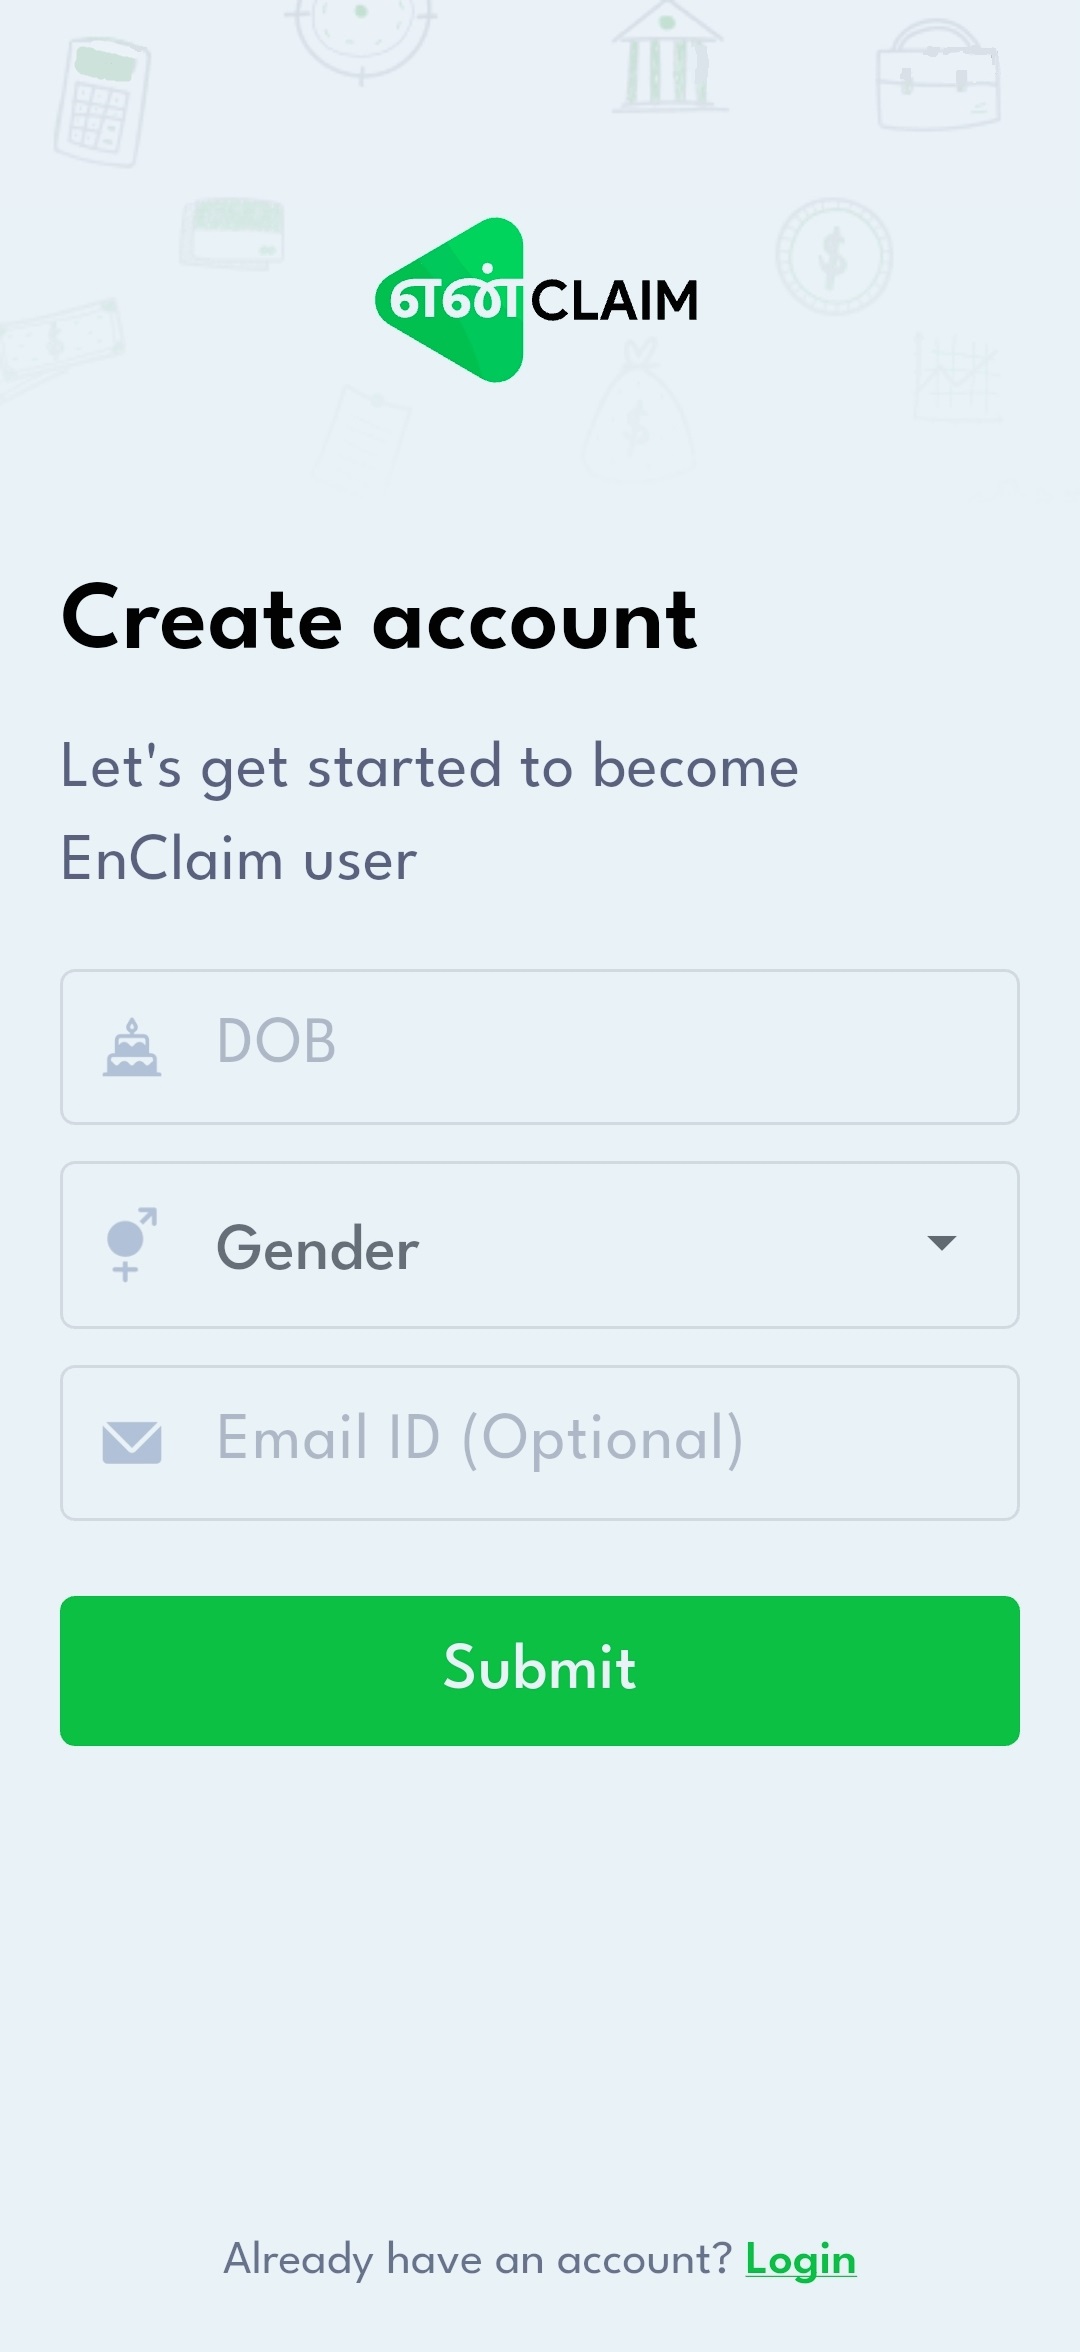 என் CLAIM
Create account
Let's get started to become
EnClaim user
DOB
Gender
Email ID (Optional)
Submit
Already have an account? Login